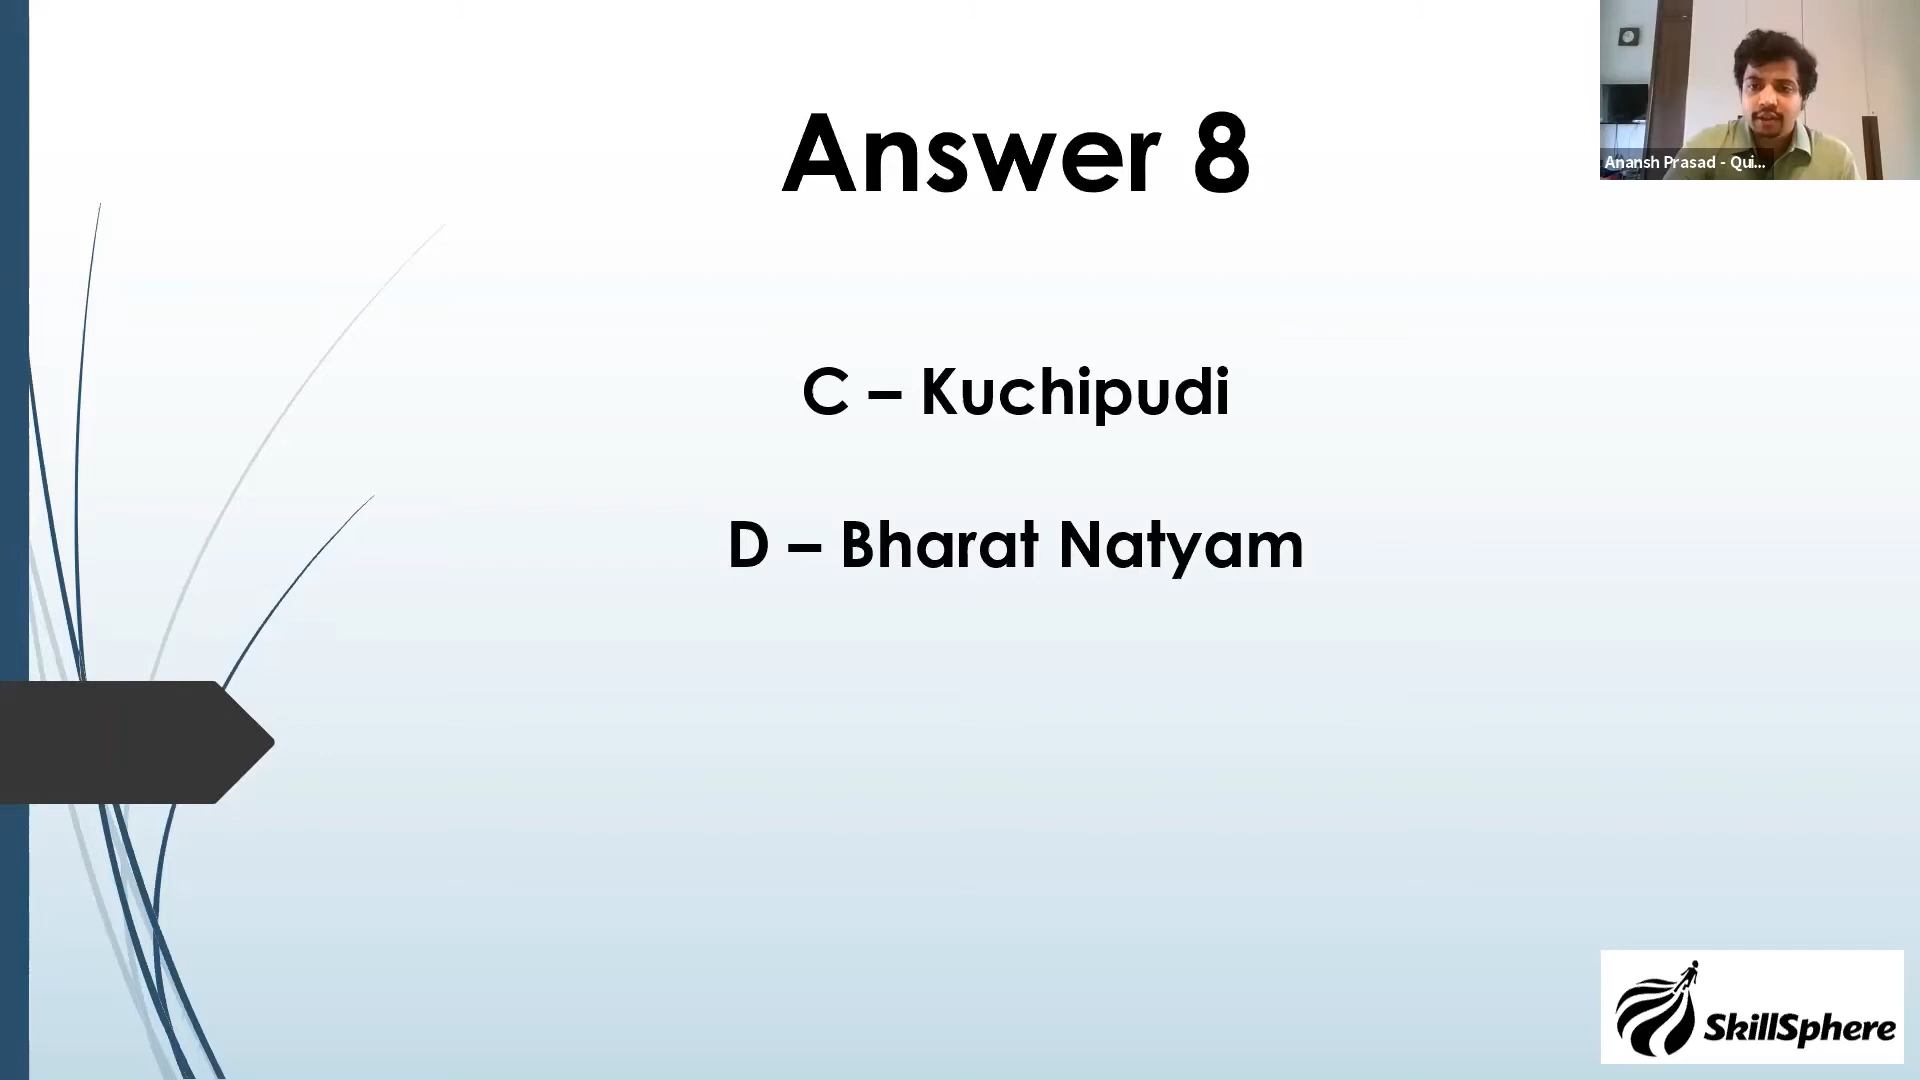 Answer 8
Anansh Prasad - Qui...
C – Kuchipudi
D – Bharat Natyam
SkillSphere